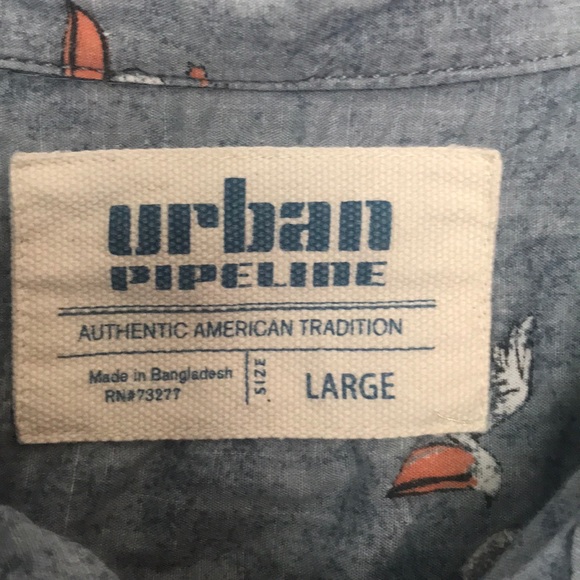 urban
PIPELINE
AUTHENTIC AMERICAN TRADITION
Made in Bangladesh
RN#73277
SIZE
LARGE